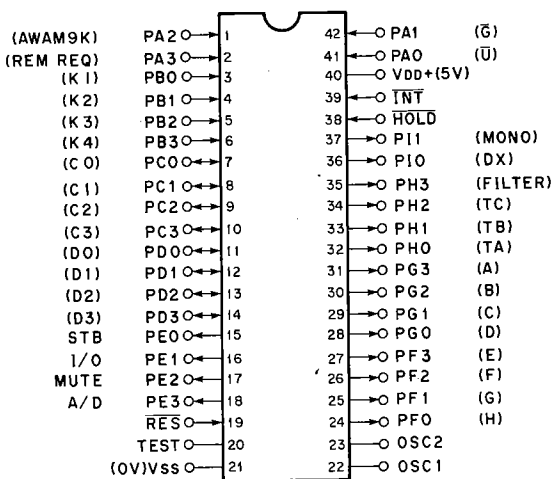 (AWAM9K) PA2 1 42 PA1 (G̅)
(REM REQ) PA3 2 41 PA0 (U̅)
(K1) PB0 3 40 VDD+(5V)
(K2) PB1 4 39 I̅N̅T̅
(K3) PB2 5 38 H̅O̅L̅D̅
(K4) PB3 6 37 PI1 (MONO)
(C0) PC0 7 36 PI0 (DX)
(C1) PC1 8 35 PH3 (FILTER)
(C2) PC2 9 34 PH2 (TC)
(C3) PC3 10 33 PH1 (TB)
(D0) PD0 11 32 PH0 (TA)
(D1) PD1 12 31 PG3 (A)
(D2) PD2 13 30 PG2 (B)
(D3) PD3 14 29 PG1 (C)
STB PE0 15 28 PG0 (D)
I/O PE1 16 27 PF3 (E)
MUTE PE2 17 26 PF2 (F)
A/D PE3 18 25 PF1 (G)
R̅E̅S̅ 19 24 PF0 (H)
TEST 20 23 OSC2
(0V)VSS 21 22 OSC1